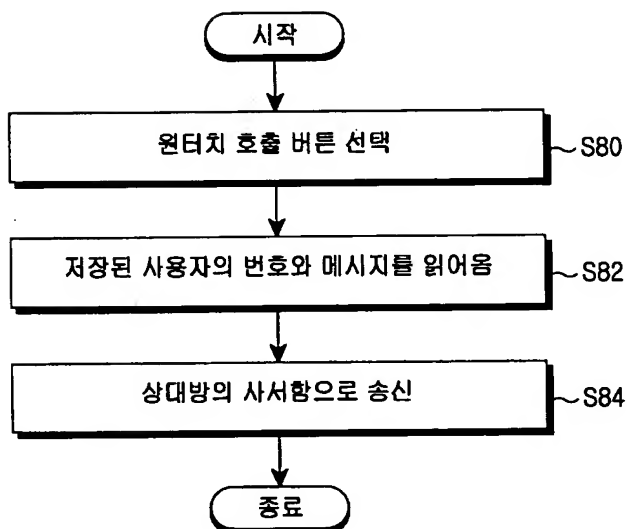 시작
원터치 호출 버튼 선택
S80
저장된 사용자의 번호와 메시지를 읽어옴
S82
상대방의 사서함으로 송신
S84
종료